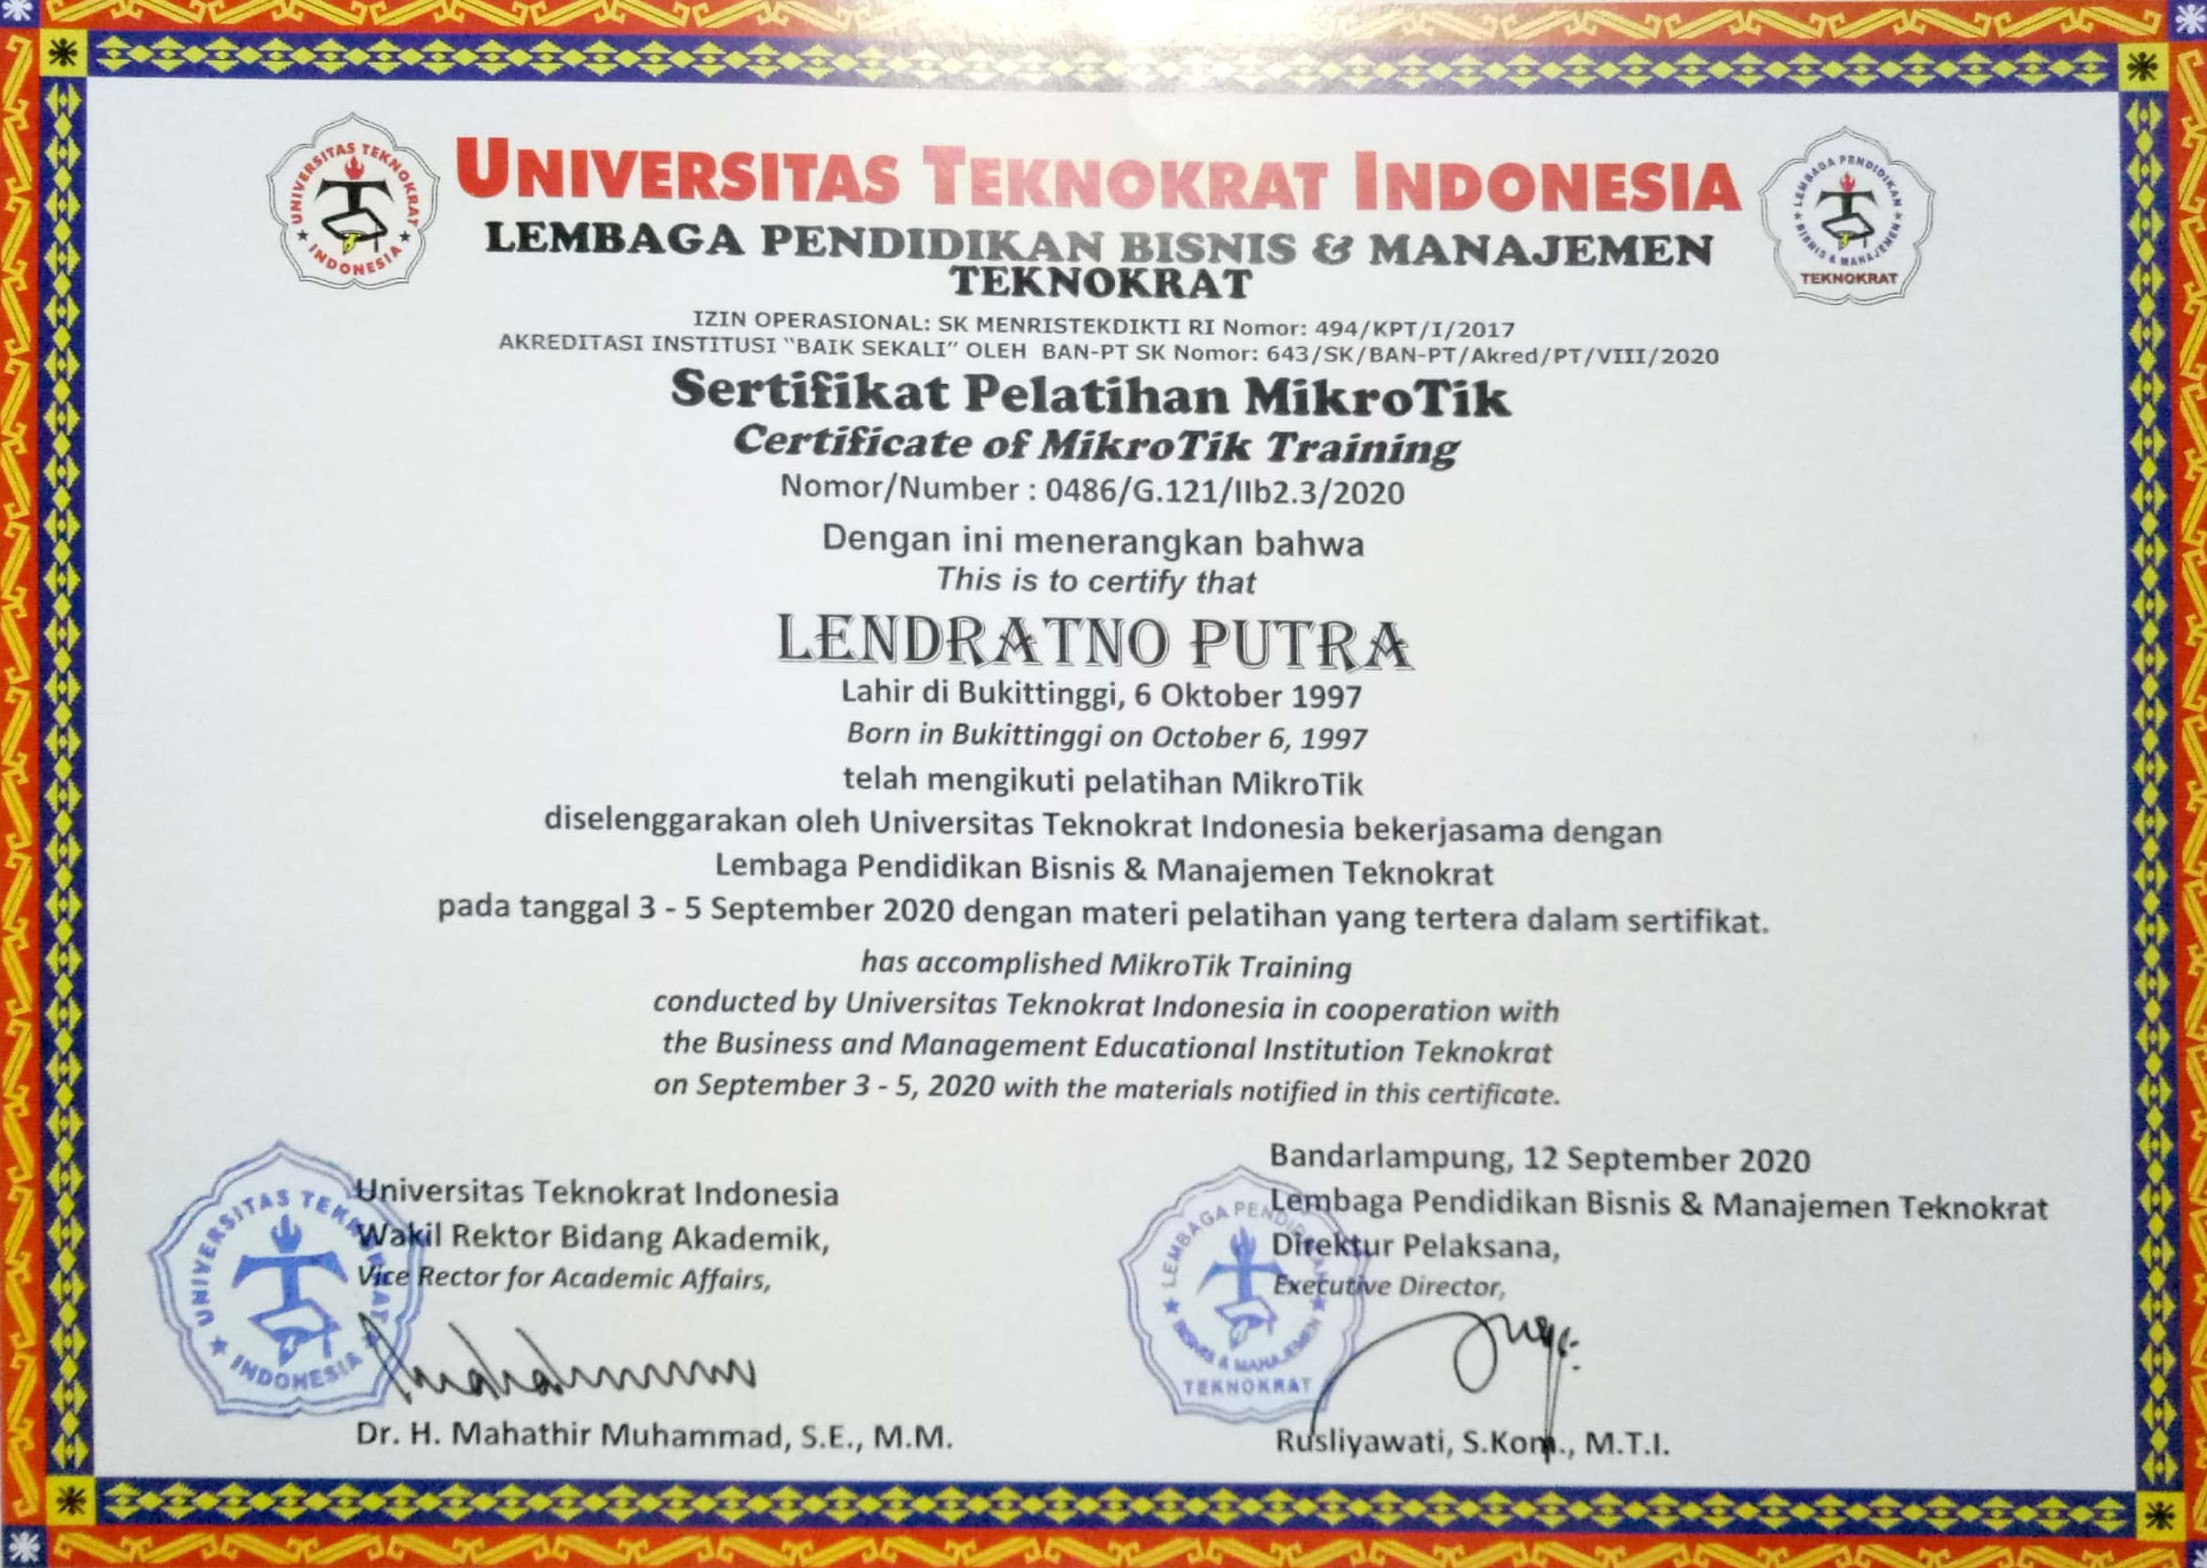 UNIVERSITAS TEKNOKRAT INDONESIA
UNIVERSITAS TEKNOKRAT INDONESIA
LEMBAGA PENDIDIKAN BISNIS & MANAJEMEN TEKNOKRAT
LEMBAGA PENDIDIKAN BISNIS & MANAJEMEN
TEKNOKRAT
IZIN OPERASIONAL: SK MENRISTEKDIKTI RI Nomor: 494/KPT/I/2017
AKREDITASI INSTITUSI “BAIK SEKALI” OLEH BAN-PT SK Nomor: 643/SK/BAN-PT/Akred/PT/VIII/2020
Sertifikat Pelatihan MikroTik
Certificate of MikroTik Training
Nomor/Number : 0486/G.121/IIb2.3/2020
Dengan ini menerangkan bahwa
This is to certify that
LENDRATNO PUTRA
Lahir di Bukittinggi, 6 Oktober 1997
Born in Bukittinggi on October 6, 1997
telah mengikuti pelatihan MikroTik
diselenggarakan oleh Universitas Teknokrat Indonesia bekerjasama dengan
Lembaga Pendidikan Bisnis & Manajemen Teknokrat
pada tanggal 3 - 5 September 2020 dengan materi pelatihan yang tertera dalam sertifikat.
has accomplished MikroTik Training
conducted by Universitas Teknokrat Indonesia in cooperation with
the Business and Management Educational Institution Teknokrat
on September 3 - 5, 2020 with the materials notified in this certificate.
UNIVERSITAS TEKNOKRAT INDONESIA
Universitas Teknokrat Indonesia
Wakil Rektor Bidang Akademik,
Vice Rector for Academic Affairs,
Dr. H. Mahathir Muhammad, S.E., M.M.
Bandarlampung, 12 September 2020
LEMBAGA PENDIDIKAN BISNIS & MANAJEMEN TEKNOKRAT
Lembaga Pendidikan Bisnis & Manajemen Teknokrat
Direktur Pelaksana,
Executive Director,
Rusliyawati, S.Kom., M.T.I.